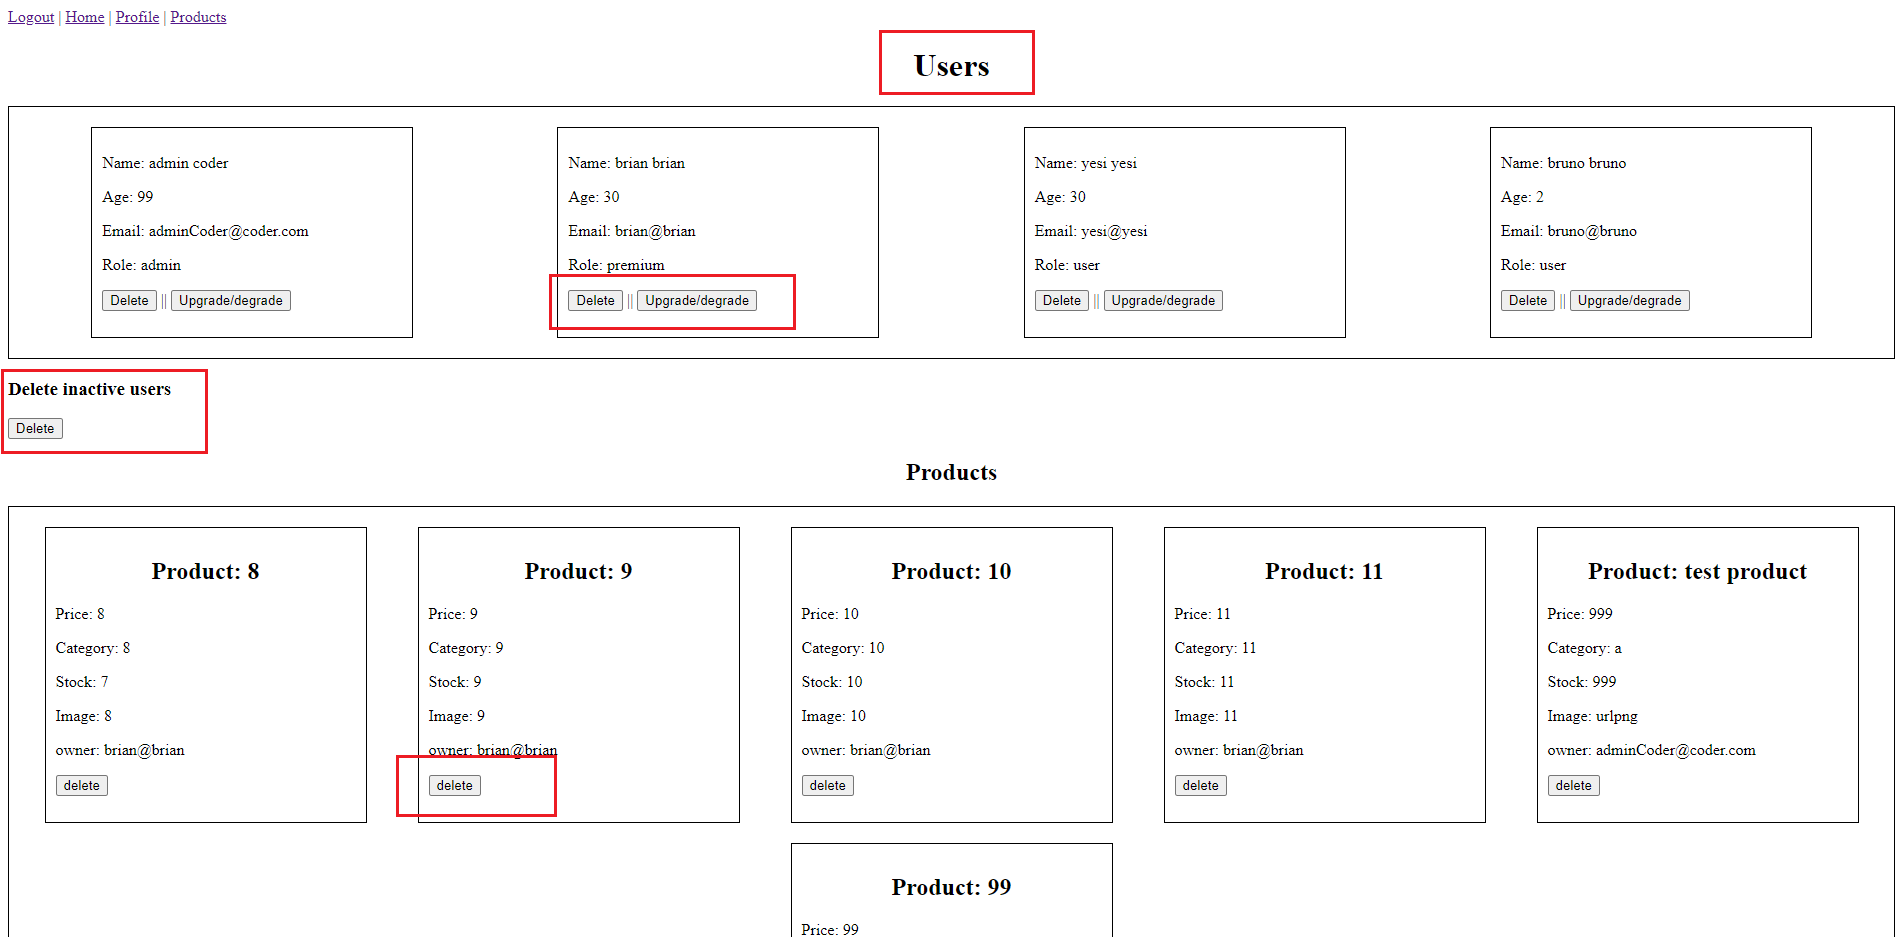 Logout | Home | Profile | Products
Users
Name: admin coder
Age: 99
Email: adminCoder@coder.com
Role: admin
Delete || Upgrade/degrade
Name: brian brian
Age: 30
Email: brian@brian
Role: premium
Delete || Upgrade/degrade
Name: yesi yesi
Age: 30
Email: yesi@yesi
Role: user
Delete || Upgrade/degrade
Name: bruno bruno
Age: 2
Email: bruno@bruno
Role: user
Delete || Upgrade/degrade
Delete inactive users
Delete
Products
Product: 8
Price: 8
Category: 8
Stock: 7
Image: 8
owner: brian@brian
delete
Product: 9
Price: 9
Category: 9
Stock: 9
Image: 9
owner: brian@brian
delete
Product: 10
Price: 10
Category: 10
Stock: 10
Image: 10
owner: brian@brian
delete
Product: 11
Price: 11
Category: 11
Stock: 11
Image: 11
owner: brian@brian
delete
Product: test product
Price: 999
Category: a
Stock: 999
Image: urlpng
owner: adminCoder@coder.com
delete
Product: 99
Price: 99